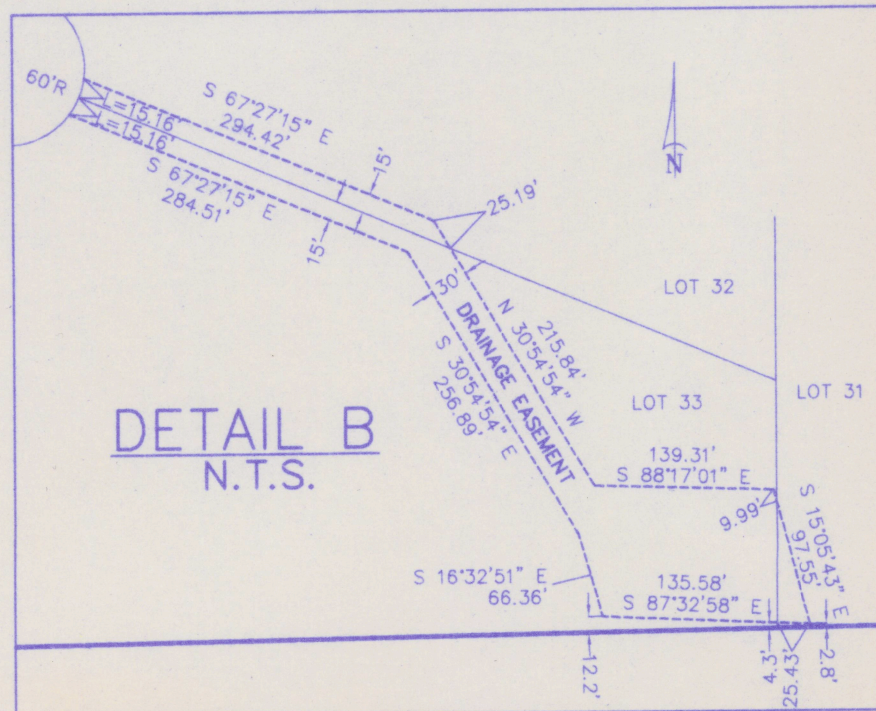 60'R
L=15.16'
L=15.16'
S 67°27'15" E
294.42'
S 67°27'15" E
284.51'
15'
15'
25.19'
N
30'
DRAINAGE EASEMENT
215.84'
N 30°54'54" W
S 30°54'54" E
256.89'
LOT 32
LOT 33
LOT 31
DETAIL B
N.T.S.
139.31'
S 88°17'01" E
9.99'
S 15°05'43" E
97.55'
S 16°32'51" E
66.36'
135.58'
S 87°32'58" E
12.2'
4.3'
25.43'
2.8'